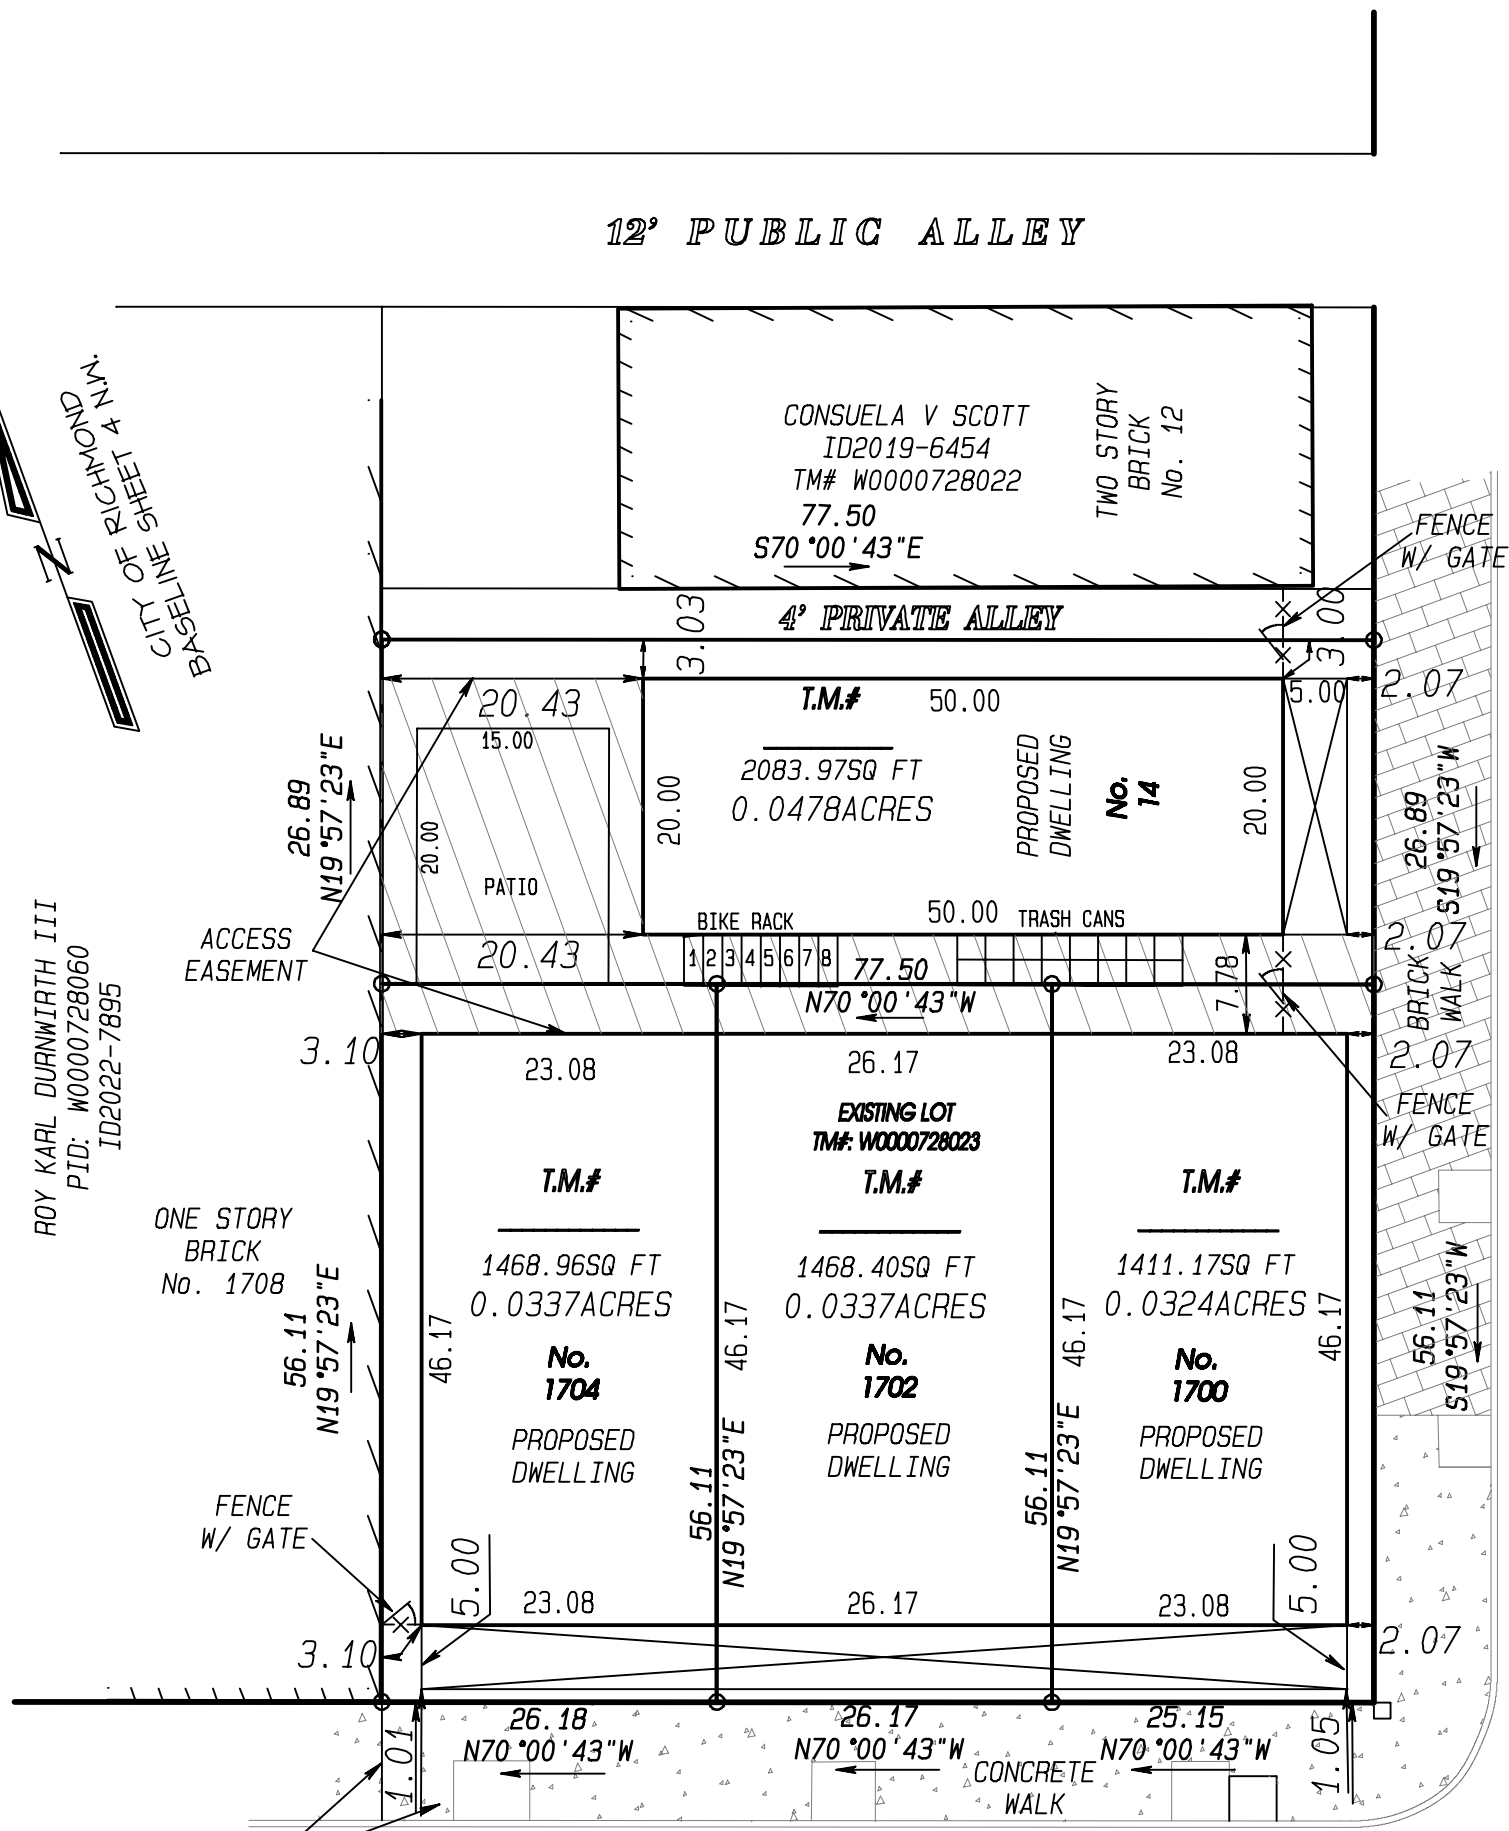 12' PUBLIC ALLEY
CITY OF RICHMOND
BASELINE SHEET 4 N.W.
N
CONSUELA V SCOTT
ID2019-6454
TM# W0000728022
77.50
S70°00'43"E
TWO STORY
BRICK
No. 12
FENCE
W/ GATE
4' PRIVATE ALLEY
3.03
3.00
20.43
15.00
T.M.#
50.00
5.00
2.07
2083.97SQ FT
0.0478ACRES
20.00
20.00
PATIO
PROPOSED
DWELLING
No.
14
20.00
26.89
N19°57'23"E
26.89
S19°57'23"W
BRICK
WALK
ACCESS
EASEMENT
20.43
BIKE RACK
50.00
TRASH CANS
2.07
1 2 3 4 5 6 7 8
77.50
N70°00'43"W
7.78
3.10
23.08
26.17
23.08
2.07
FENCE
W/ GATE
ROY KARL DURNWIRTH III
PID: W0000728060
ID2022-7895
EXISTING LOT
TM#: W0000728023
T.M.#
T.M.#
T.M.#
ONE STORY
BRICK
No. 1708
1468.96SQ FT
0.0337ACRES
1468.40SQ FT
0.0337ACRES
1411.17SQ FT
0.0324ACRES
56.11
N19°57'23"E
46.17
46.17
46.17
46.17
56.11
S19°57'23"W
No.
1704
No.
1702
No.
1700
PROPOSED
DWELLING
PROPOSED
DWELLING
PROPOSED
DWELLING
56.11
N19°57'23"E
56.11
N19°57'23"E
FENCE
W/ GATE
5.00
5.00
23.08
26.17
23.08
3.10
2.07
26.18
N70°00'43"W
26.17
N70°00'43"W
25.15
N70°00'43"W
1.01
1.05
CONCRETE
WALK